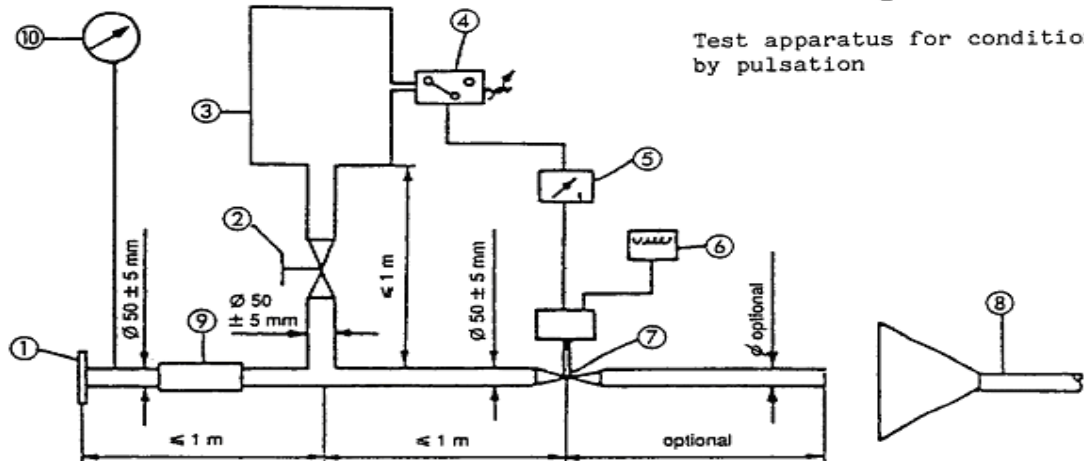 Test apparatus for conditio
by pulsation
10
4
3
5
2
6
≤ 1 m
Ø 50 ± 5 mm
Ø 50
± 5 mm
Ø 50 ± 5 mm
Ø optional
9
7
8
1
≤ 1 m
≤ 1 m
optional